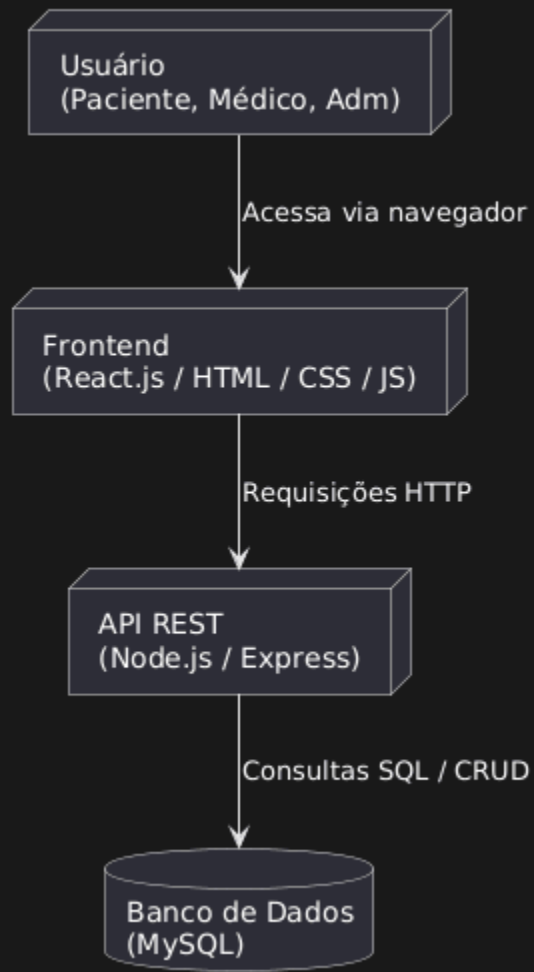 Usuário
(Paciente, Médico, Adm)
Acessa via navegador
Frontend
(React.js / HTML / CSS / JS)
Requisições HTTP
API REST
(Node.js / Express)
Consultas SQL / CRUD
Banco de Dados
(MySQL)